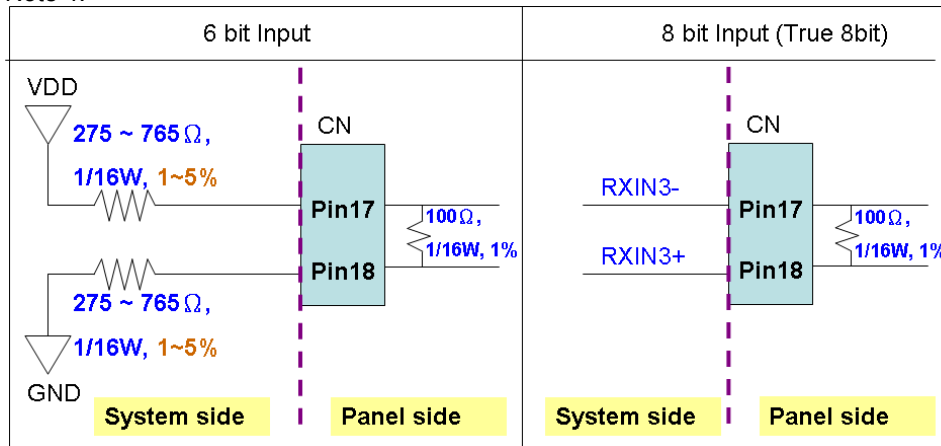 6 bit Input
8 bit Input (True 8bit)
VDD
275 ~ 765Ω,
1/16W, 1~5%
CN
Pin17
Pin18
100Ω,
1/16W, 1%
275 ~ 765Ω,
1/16W, 1~5%
GND
System side
Panel side
CN
RXIN3-
RXIN3+
Pin17
Pin18
100Ω,
1/16W, 1%
System side
Panel side